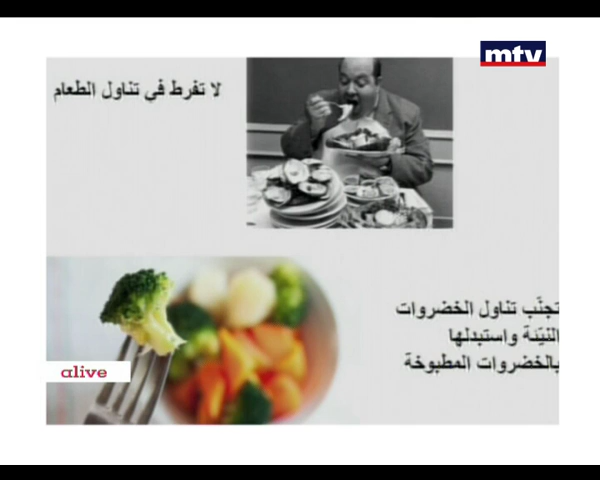 mtv
لا تفرط في تناول الطعام
تجنّب تناول الخضروات
النيّئة واستبدلها
بالخضروات المطبوخة
alive